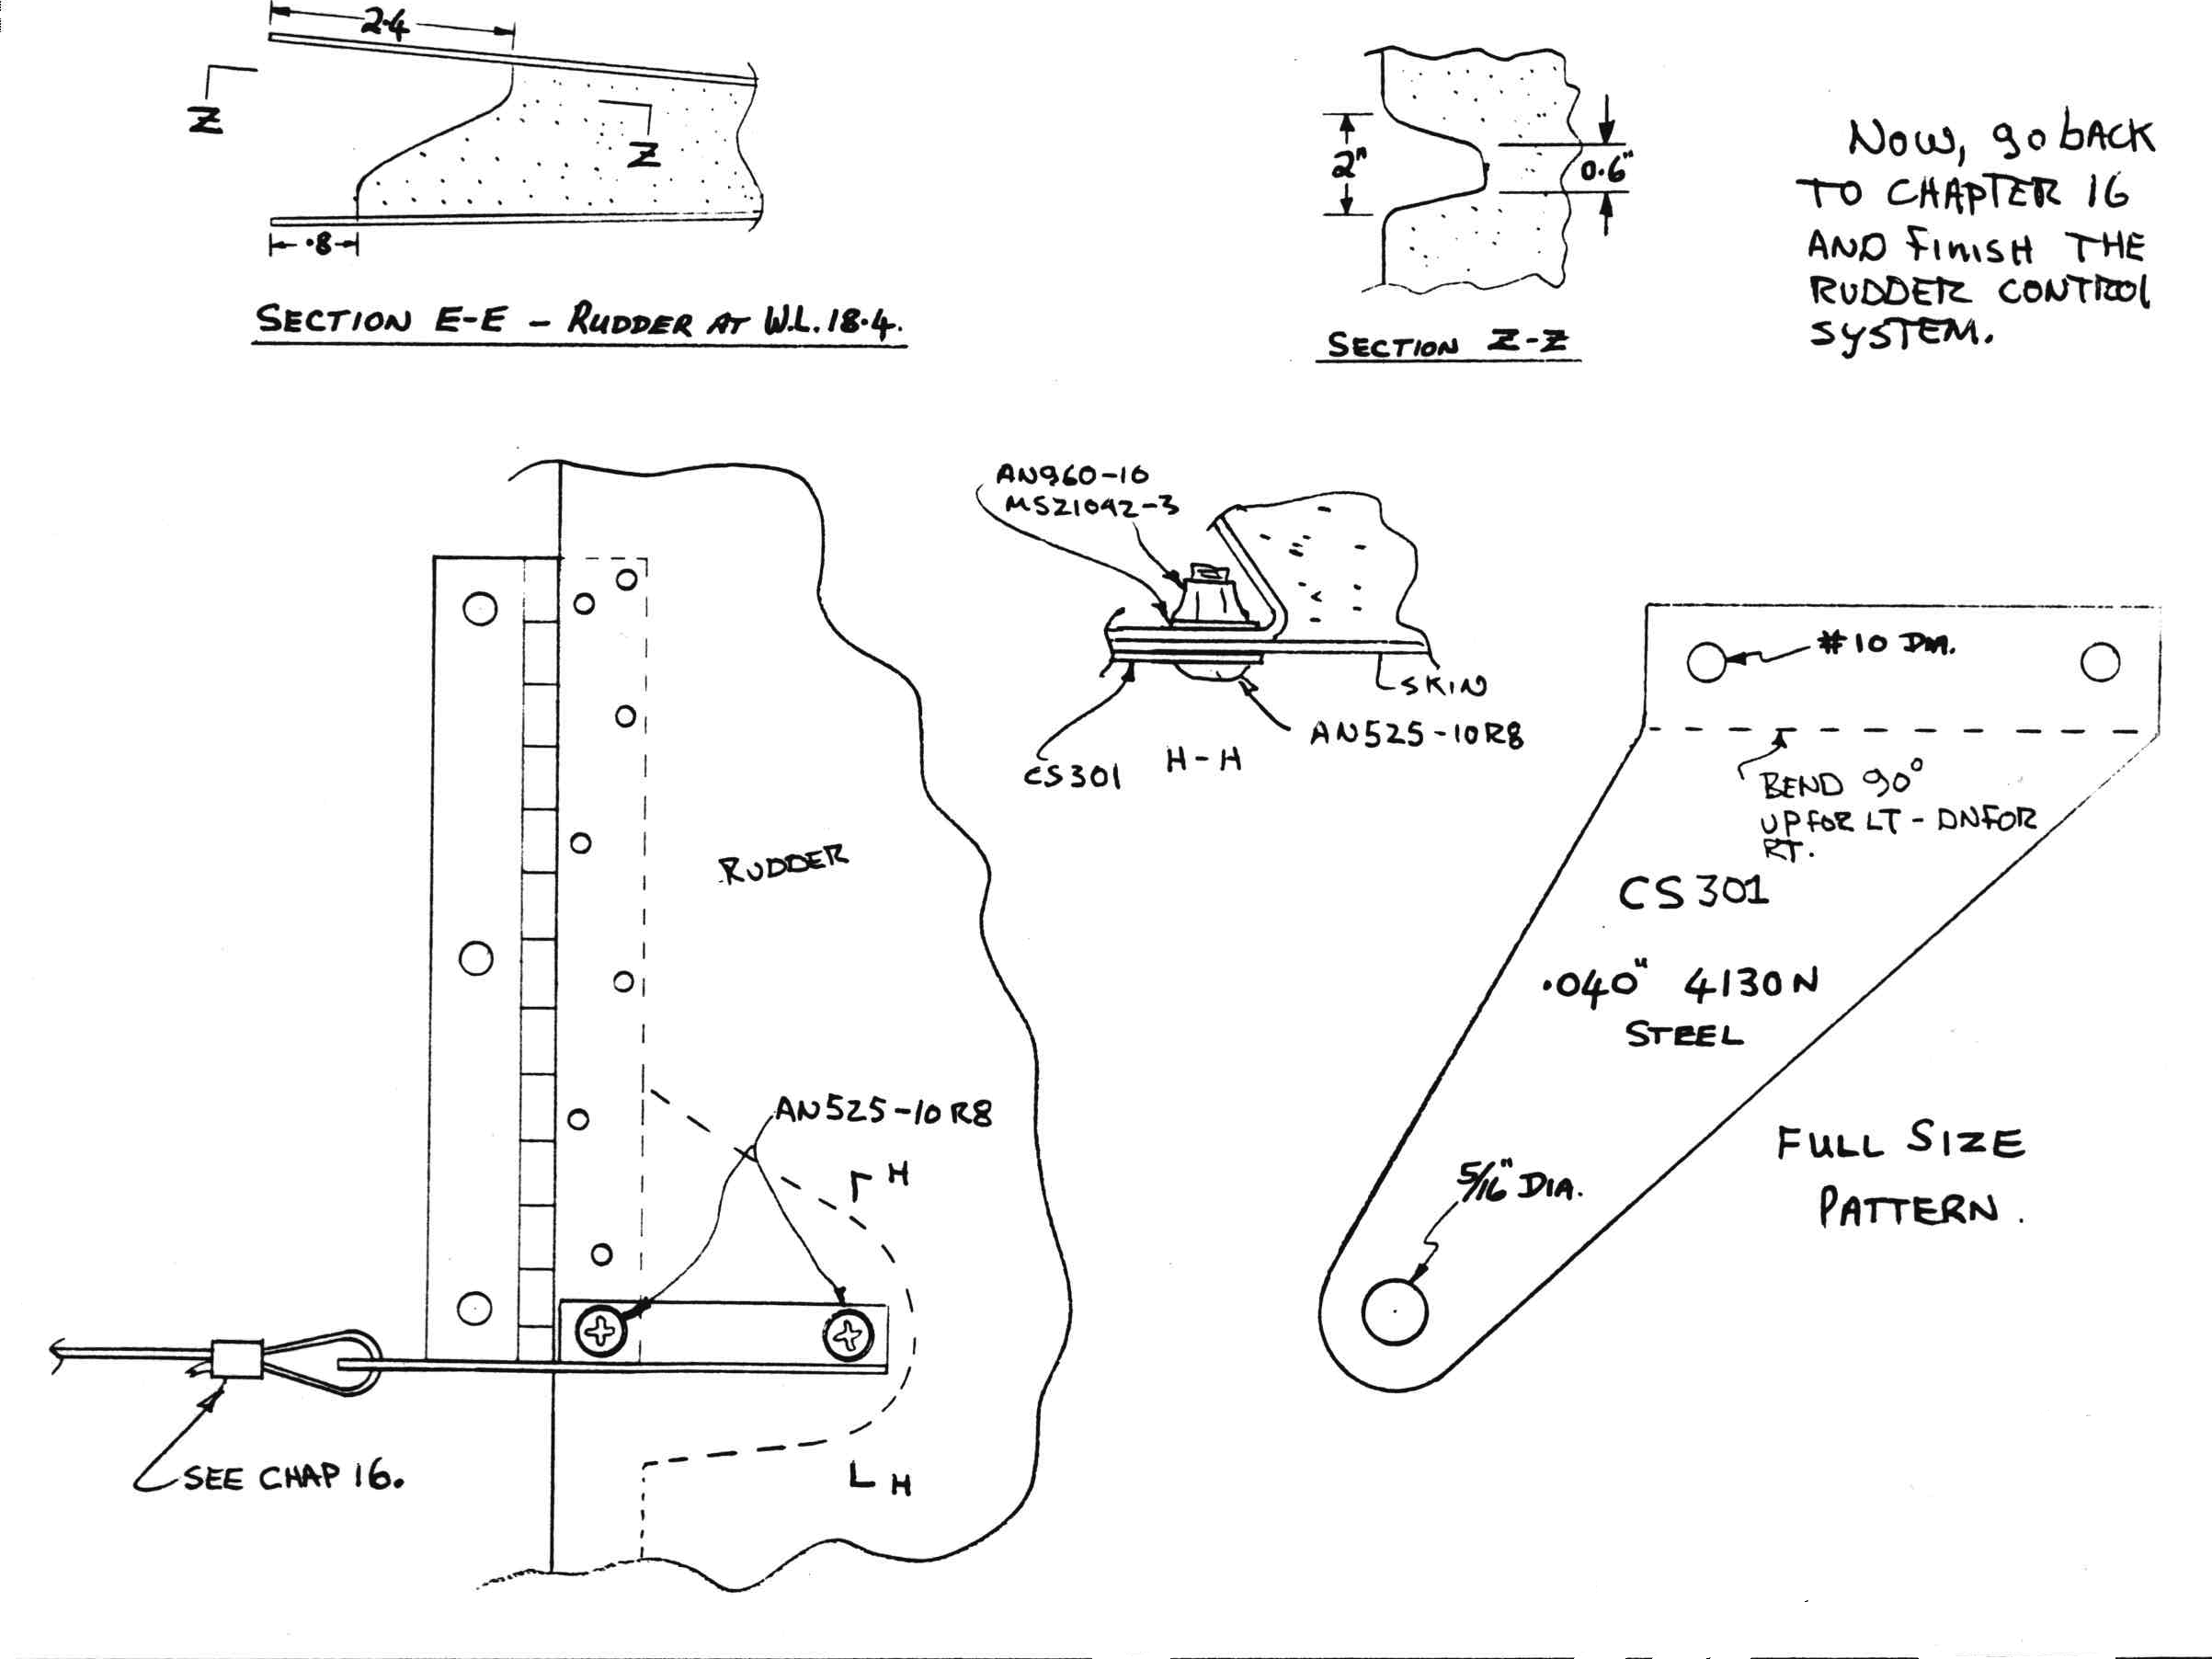 2.4
Z
Z
.8
SECTION E-E - RUDDER AT W.L. 18.4.
2"
0.6"
SECTION Z-Z
NOW, go bACK
TO CHAPTER 16
AND FINISH THE
RUDDER CONTROL
SYSTEM.
AN960-10
MS21042-3
SKIN
AN525-10R8
CS301
H-H
RUDDER
AN525-10R8
H
H
SEE CHAP 16.
#10 DIA.
BEND 90°
UP FOR LT - DN FOR
RT.
CS 301
.040" 4130N
STEEL
5/16" DIA.
FULL SIZE
PATTERN.